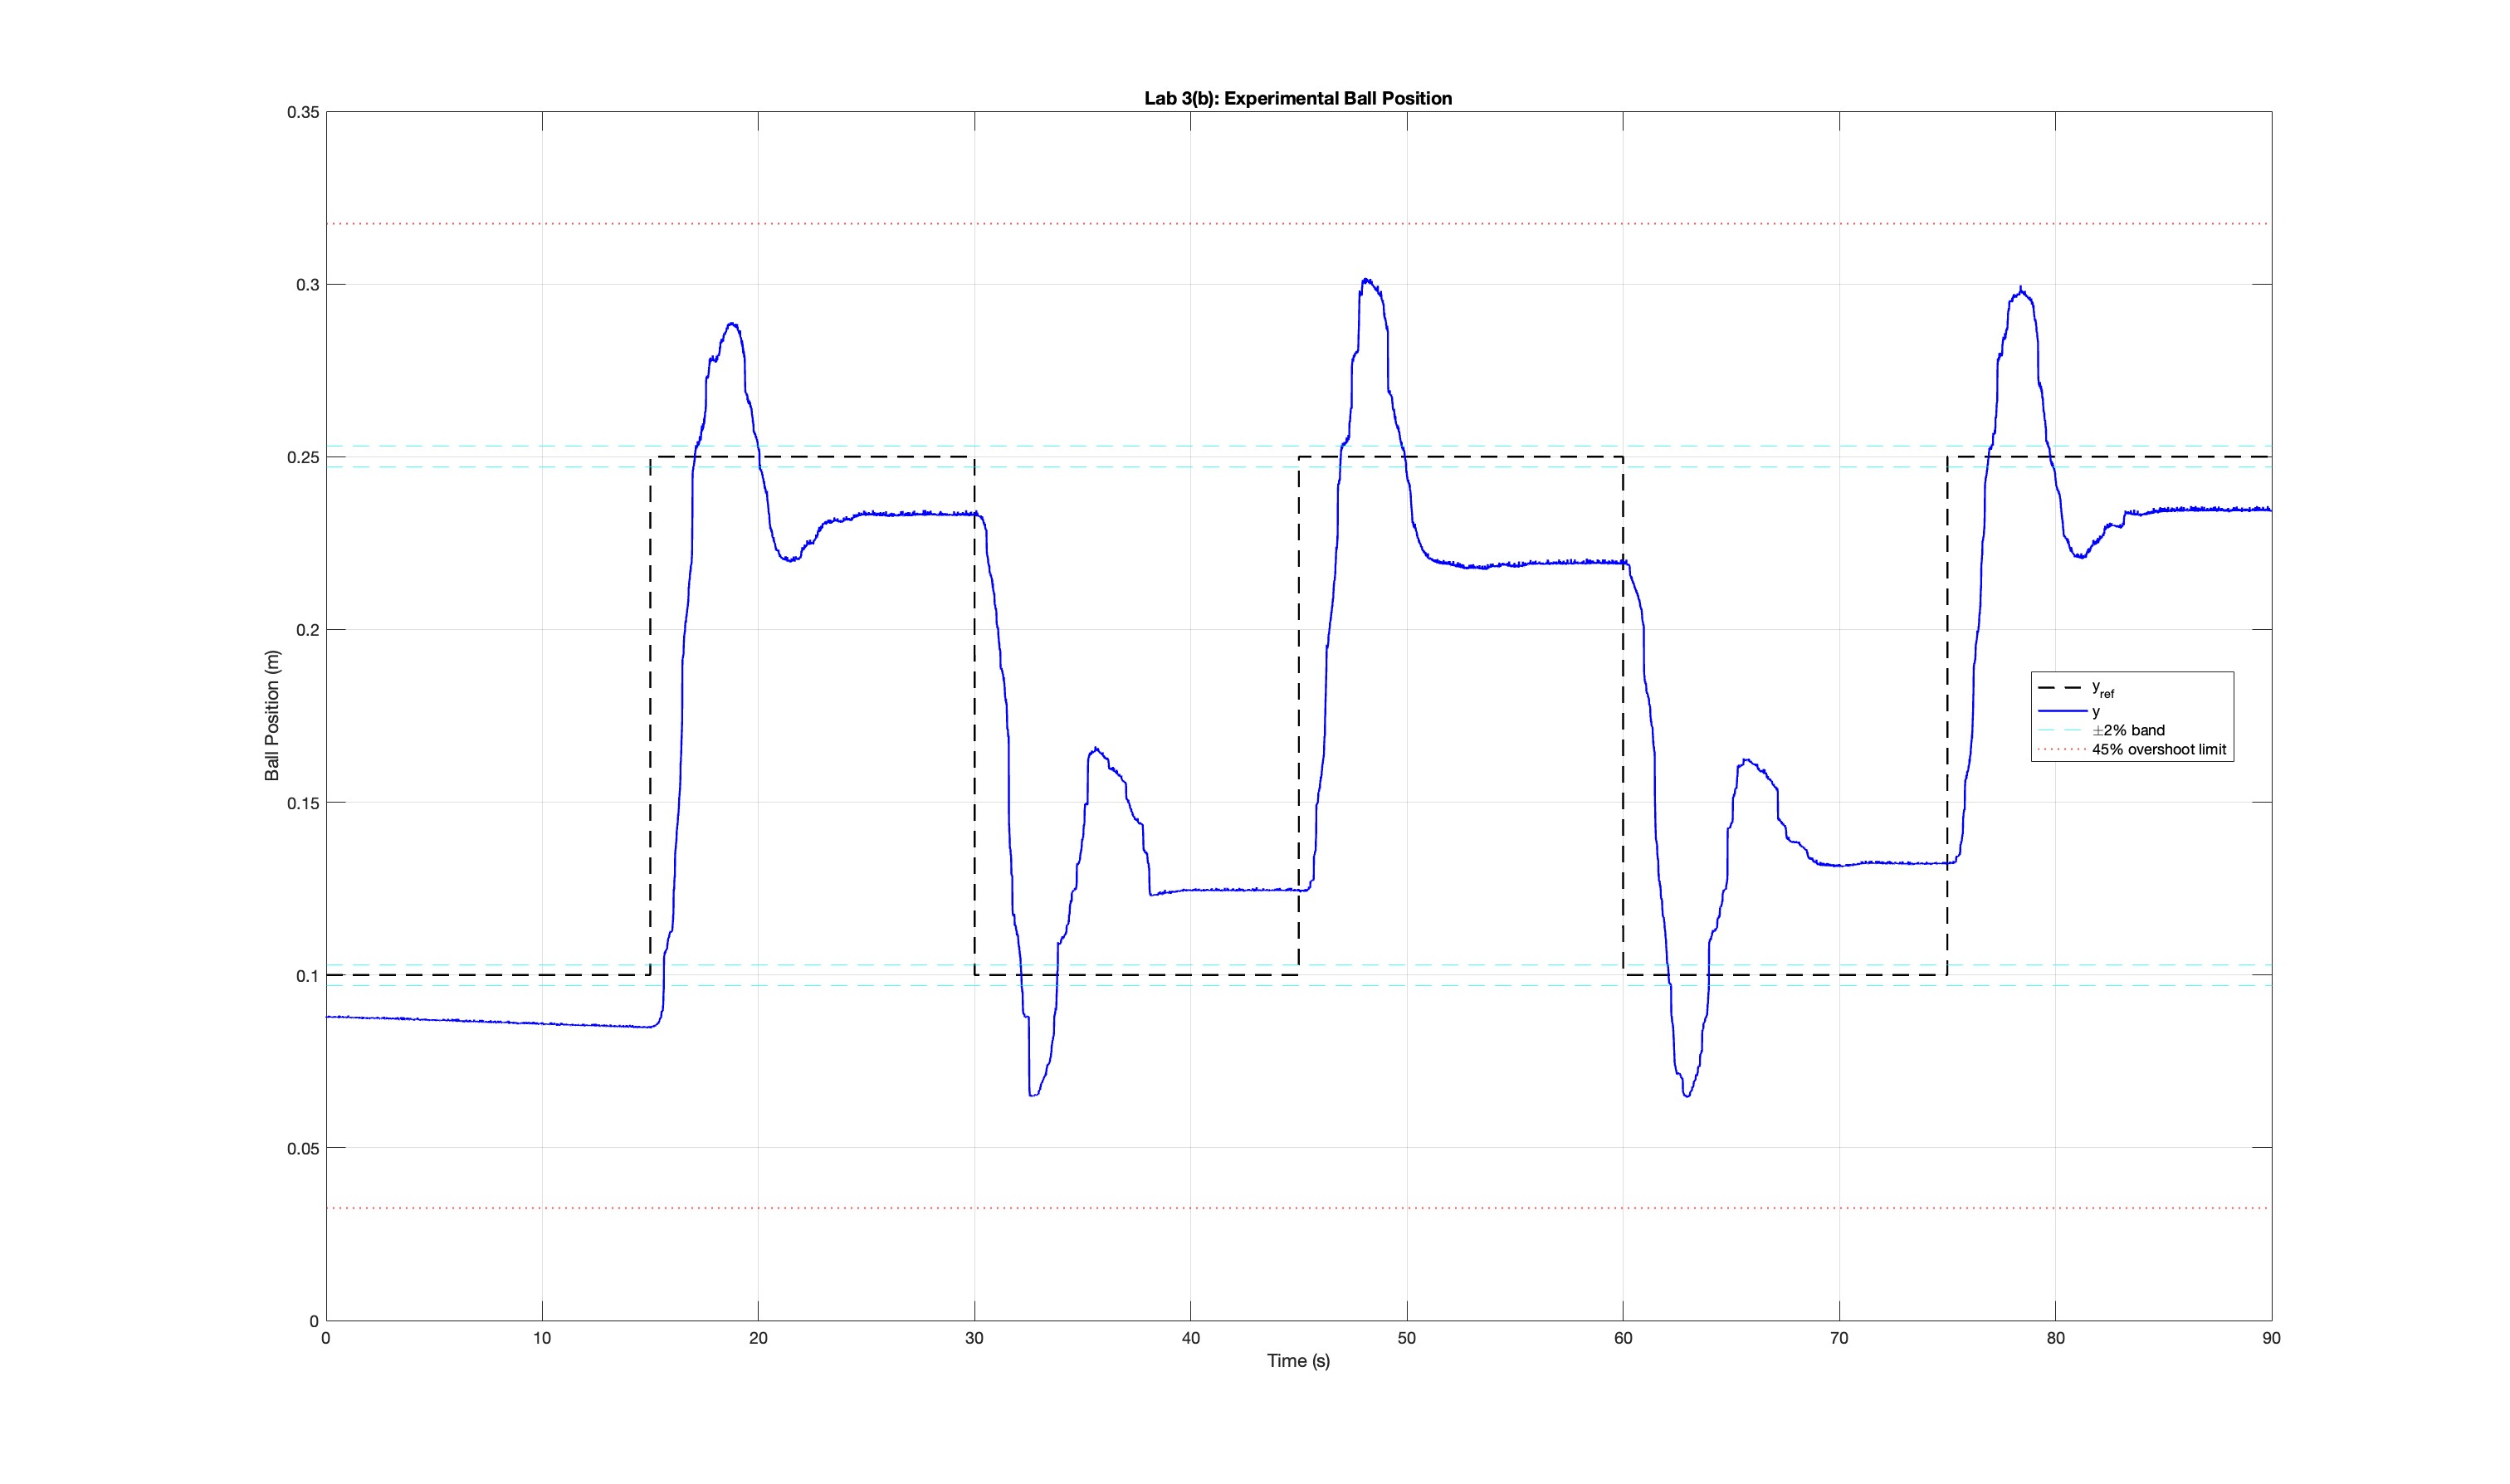 Lab 3(b): Experimental Ball Position
0.35
0.3
0.25
0.2
0.15
0.1
0.05
0
Ball Position (m)
y_ref
y
±2% band
45% overshoot limit
0 10 20 30 40 50 60 70 80 90
Time (s)